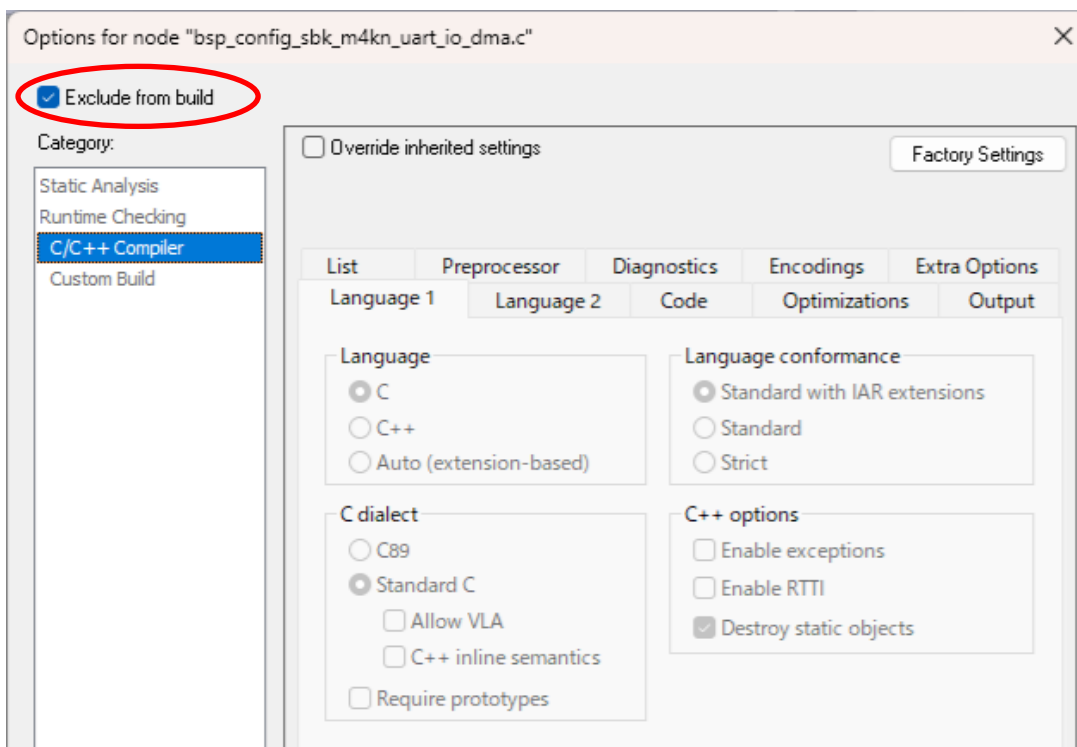 Options for node "bsp_config_sbk_m4kn_uart_io_dma.c"
Exclude from build
Category:
Static Analysis
Runtime Checking
C/C++ Compiler
Custom Build
Override inherited settings
Factory Settings
List Preprocessor Diagnostics Encodings Extra Options
Language 1 Language 2 Code Optimizations Output
Language
C
C++
Auto (extension-based)
Language conformance
Standard with IAR extensions
Standard
Strict
C dialect
C89
Standard C
Allow VLA
C++ inline semantics
Require prototypes
C++ options
Enable exceptions
Enable RTTI
Destroy static objects